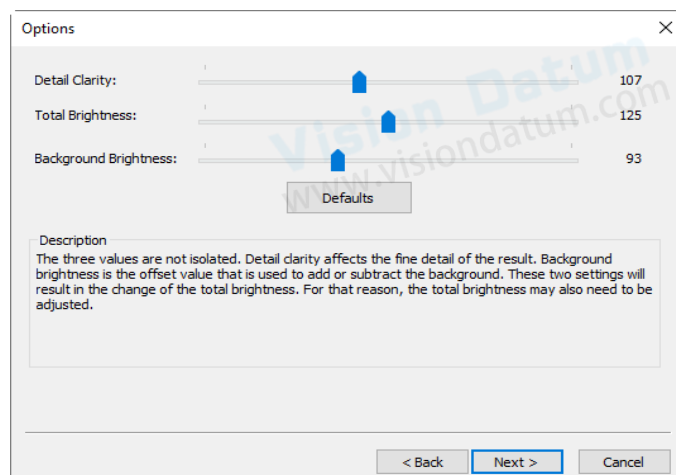 Options
Detail Clarity: 107
Total Brightness: 125
Background Brightness: 93
Defaults
Description
The three values are not isolated. Detail clarity affects the fine detail of the result. Background
brightness is the offset value that is used to add or subtract the background. These two settings will
result in the change of the total brightness. For that reason, the total brightness may also need to be
adjusted.
< Back Next > Cancel
Vision Datum
www.visiondatum.com